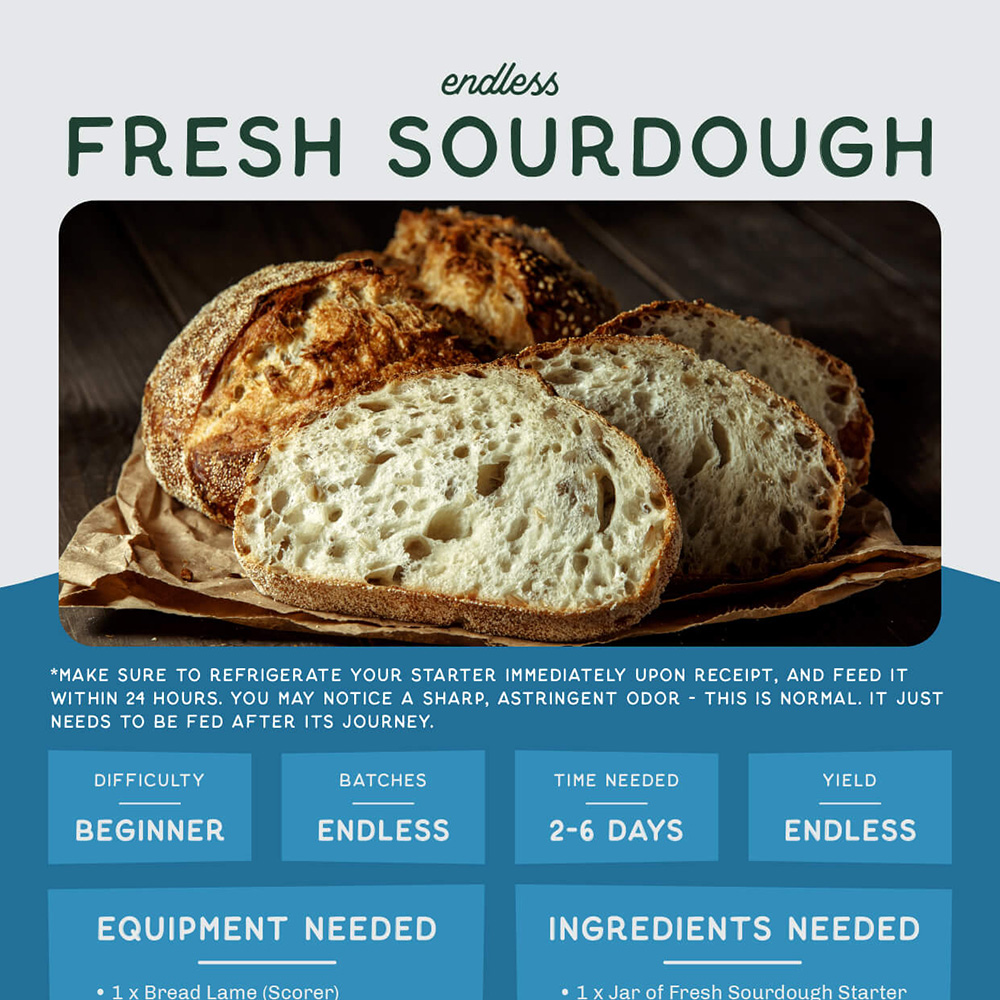 endless
FRESH SOURDOUGH
*MAKE SURE TO REFRIGERATE YOUR STARTER IMMEDIATELY UPON RECEIPT, AND FEED IT
WITHIN 24 HOURS. YOU MAY NOTICE A SHARP, ASTRINGENT ODOR - THIS IS NORMAL. IT JUST
NEEDS TO BE FED AFTER ITS JOURNEY.
DIFFICULTY
BEGINNER
BATCHES
ENDLESS
TIME NEEDED
2-6 DAYS
YIELD
ENDLESS
EQUIPMENT NEEDED
• 1 x Bread Lame (Scorer)
INGREDIENTS NEEDED
• 1 x Jar of Fresh Sourdough Starter